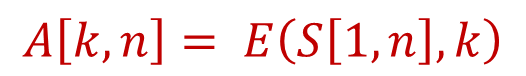 A[k, n] = E(S[1, n], k)